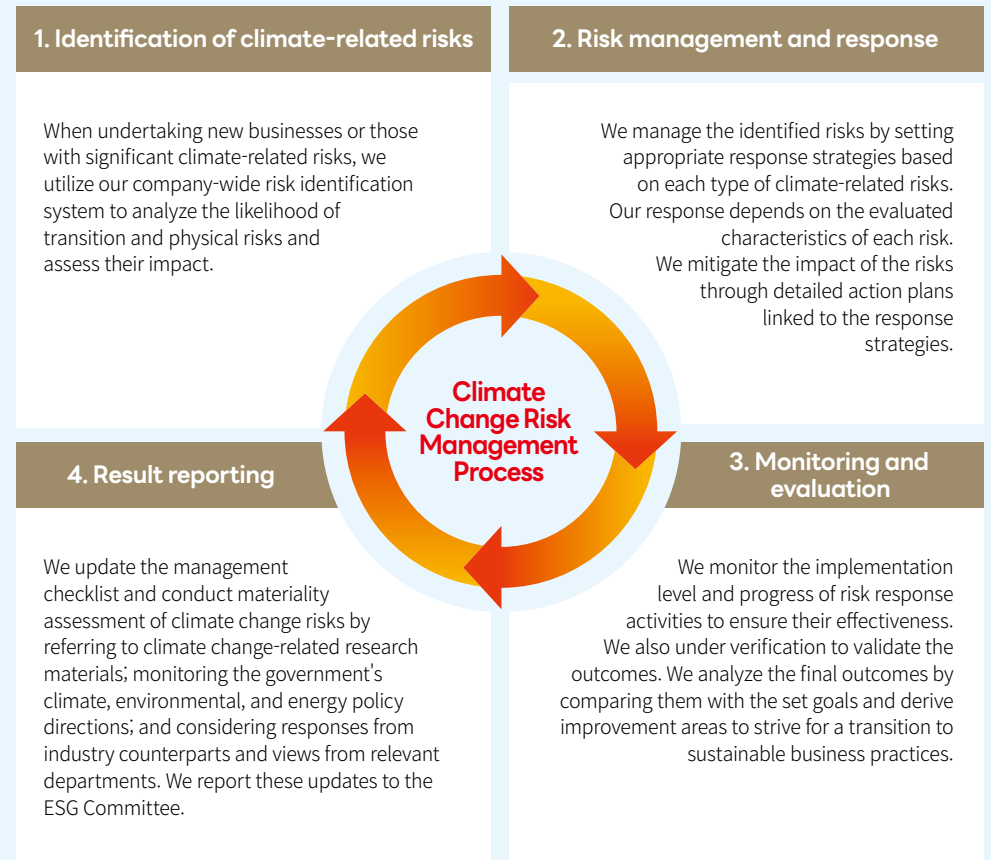 1. Identification of climate-related risks
When undertaking new businesses or those
with significant climate-related risks, we
utilize our company-wide risk identification
system to analyze the likelihood of
transition and physical risks and
assess their impact.
2. Risk management and response
We manage the identified risks by setting
appropriate response strategies based
on each type of climate-related risks.
Our response depends on the evaluated
characteristics of each risk.
We mitigate the impact of the risks
through detailed action plans
linked to the response
strategies.
Climate
Change Risk
Management
Process
3. Monitoring and
evaluation
We monitor the implementation
level and progress of risk response
activities to ensure their effectiveness.
We also under verification to validate the
outcomes. We analyze the final outcomes by
comparing them with the set goals and derive
improvement areas to strive for a transition to
sustainable business practices.
4. Result reporting
We update the management
checklist and conduct materiality
assessment of climate change risks by
referring to climate change-related research
materials; monitoring the government's
climate, environmental, and energy policy
directions; and considering responses from
industry counterparts and views from relevant
departments. We report these updates to the
ESG Committee.